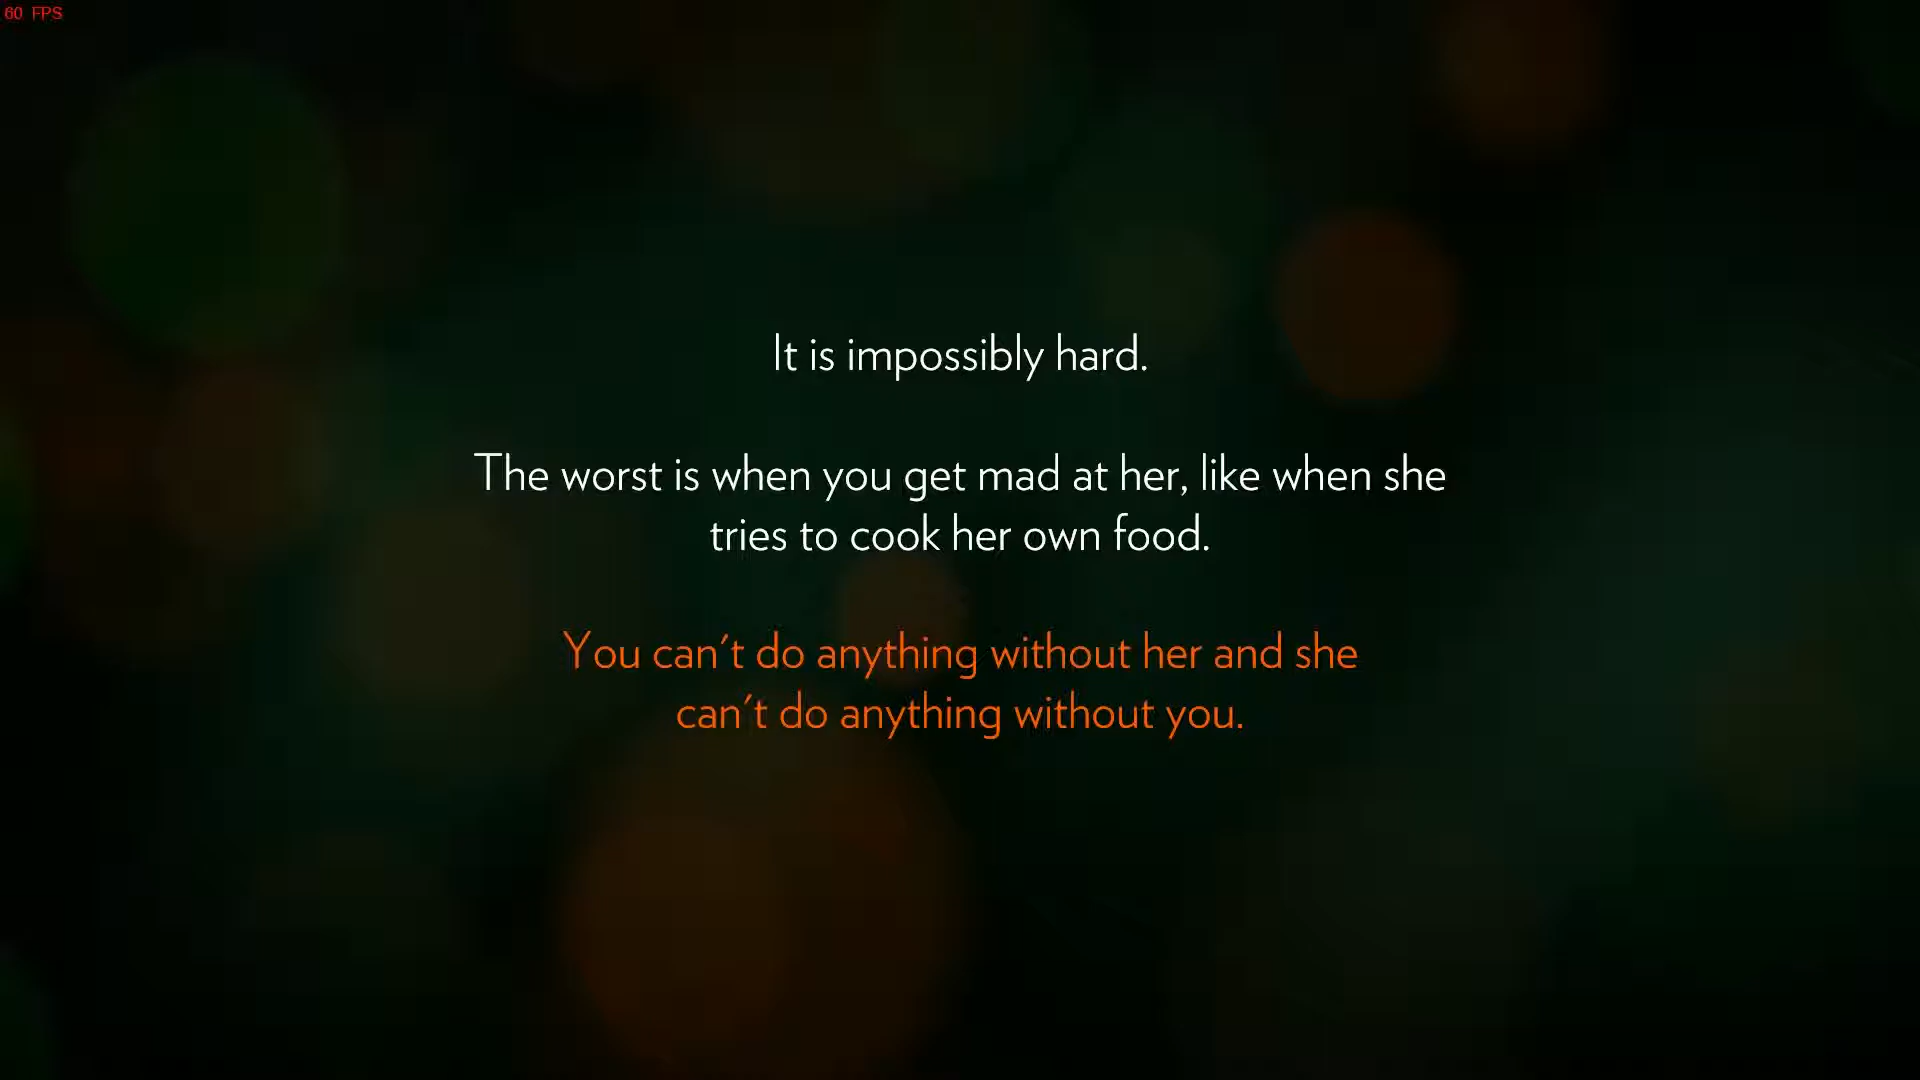 60 FPS
It is impossibly hard.
The worst is when you get mad at her, like when she
tries to cook her own food.
You can't do anything without her and she
can't do anything without you.